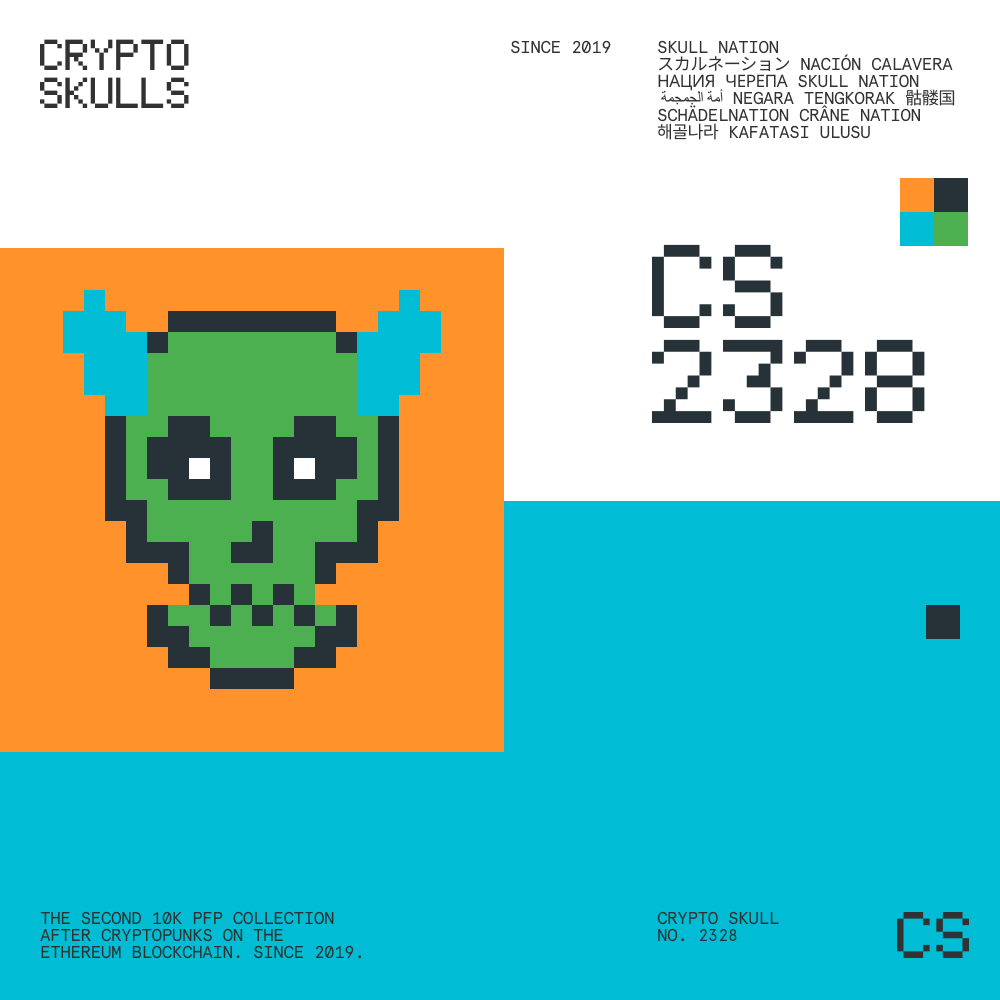 CRYPTO
SKULLS
SINCE 2019
SKULL NATION
スカルネーション NACIÓN CALAVERA
НАЦИЯ ЧЕРЕПА SKULL NATION
أمة الجمجمة NEGARA TENGKORAK 骷髅国
SCHÄDELNATION CRÂNE NATION
해골나라 KAFATASI ULUSU
CS
2328
THE SECOND 10K PFP COLLECTION
AFTER CRYPTOPUNKS ON THE
ETHEREUM BLOCKCHAIN. SINCE 2019.
CRYPTO SKULL
NO. 2328
CS